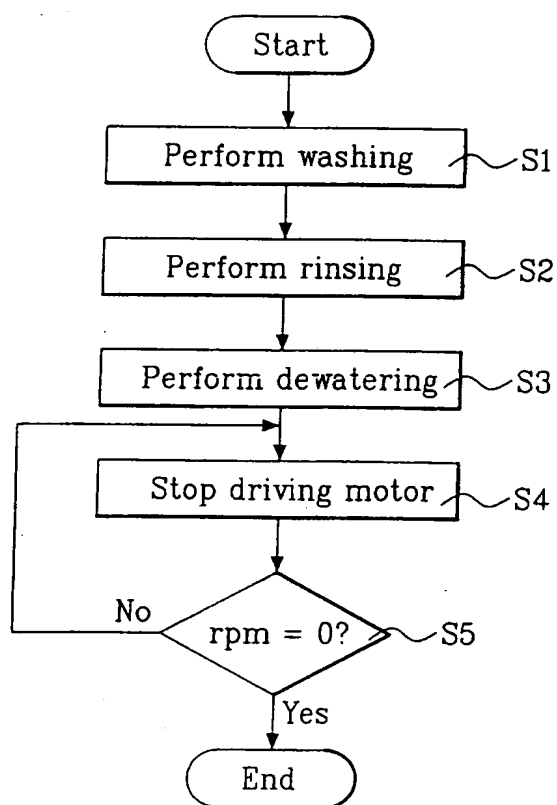 Start
Perform washing
S1
Perform rinsing
S2
Perform dewatering
S3
Stop driving motor
S4
No
rpm = 0?
S5
Yes
End